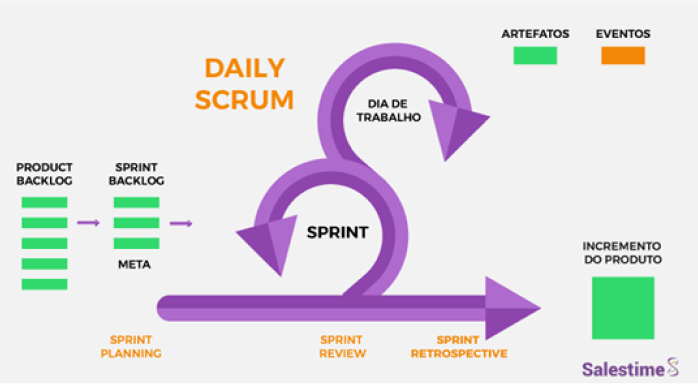 ARTEFATOS
EVENTOS
DAILY
SCRUM
DIA DE
TRABALHO
PRODUCT
BACKLOG
SPRINT
BACKLOG
META
SPRINT
INCREMENTO
DO PRODUTO
SPRINT
PLANNING
SPRINT
REVIEW
SPRINT
RETROSPECTIVE
Salestime